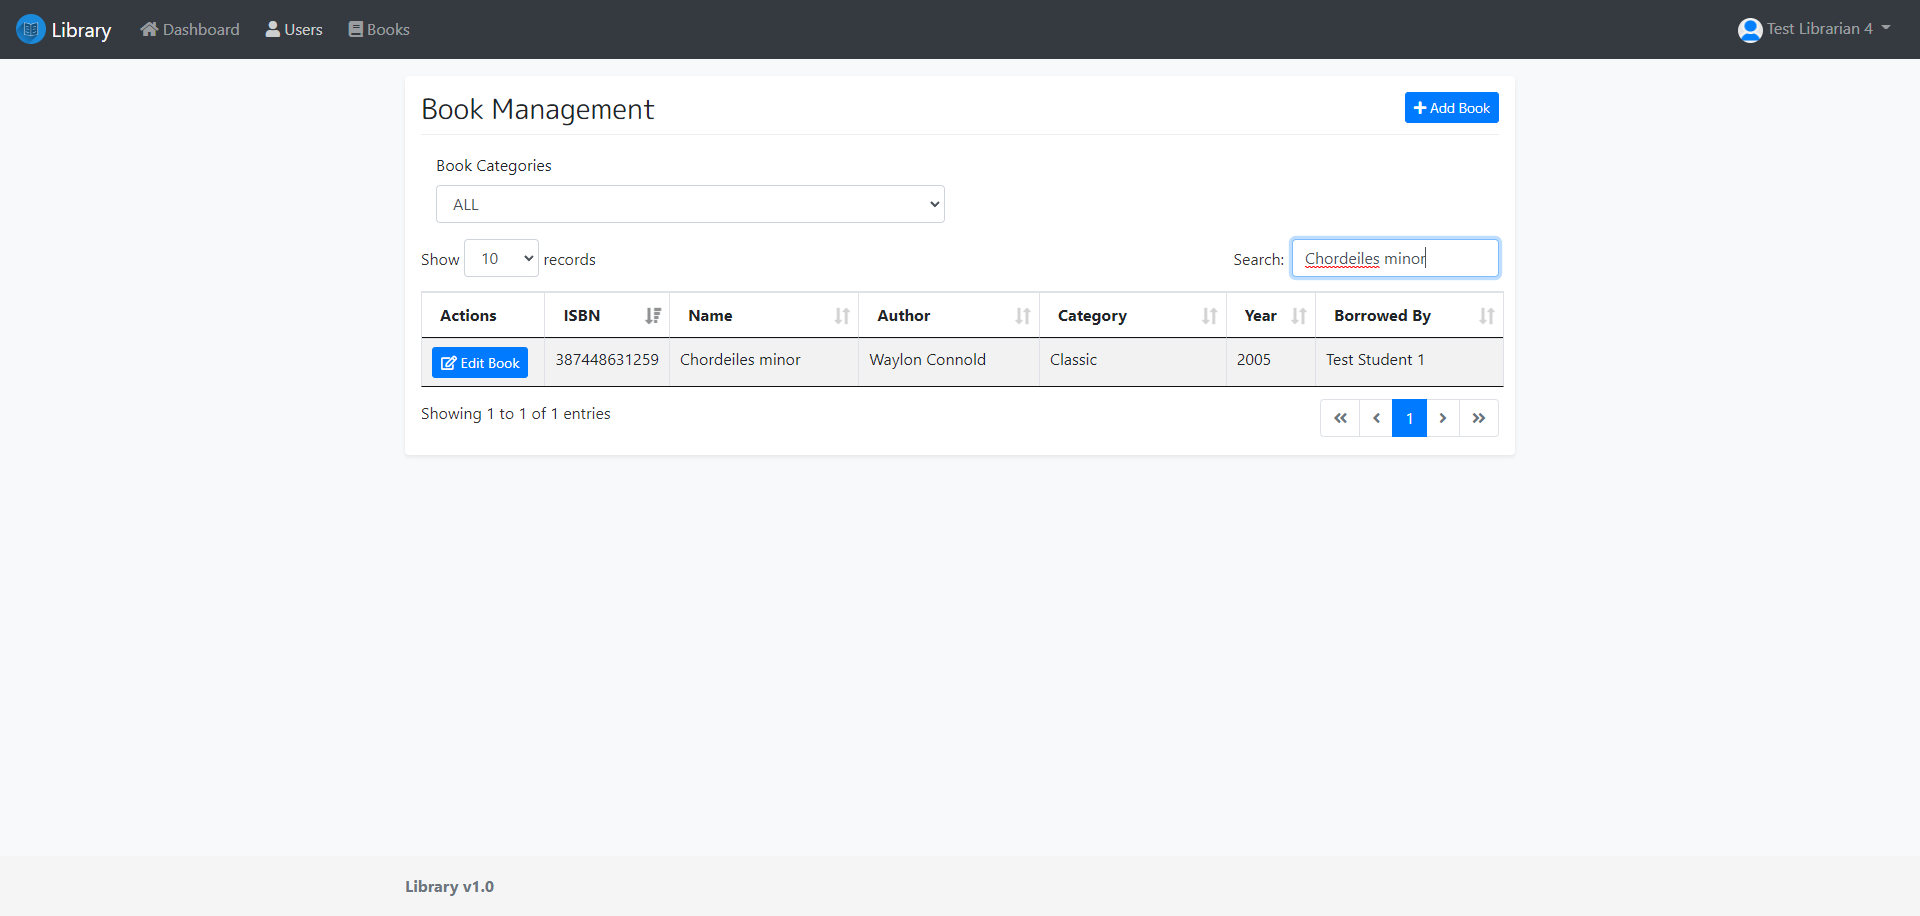 Library Dashboard Users Books Test Librarian 4
Book Management
Add Book
Book Categories
ALL
Show 10 records
Search: Chordeiles minor
Actions ISBN Name Author Category Year Borrowed By
Edit Book 387448631259 Chordeiles minor Waylon Connold Classic 2005 Test Student 1
Showing 1 to 1 of 1 entries
« ‹ 1 › »
Library v1.0